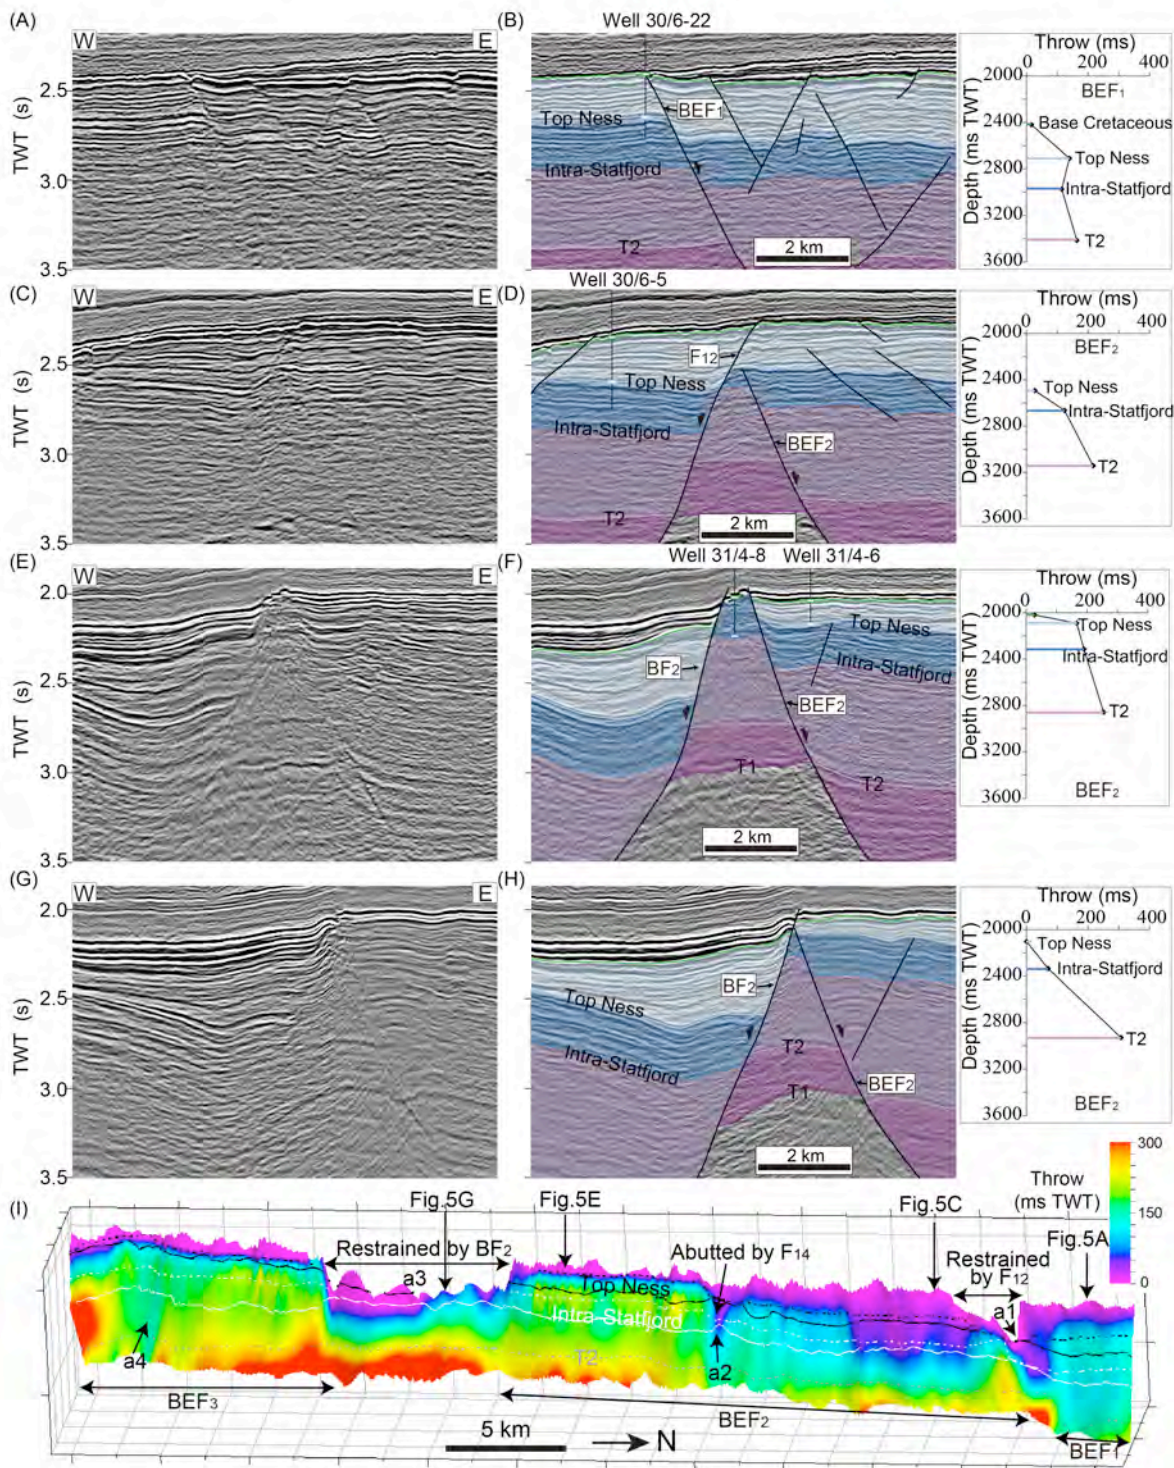 (A)
W
E
TWT (s)
2.5
3.0
3.5
(B)
Well 30/6-22
BEF1
Top Ness
Intra-Statfjord
T2
2 km
Throw (ms)
0 200 400
2000
2400
2800
3200
3600
Depth (ms TWT)
BEF1
Base Cretaceous
Top Ness
Intra-Statfjord
T2
(C)
W
E
TWT (s)
2.5
3.0
3.5
(D)
Well 30/6-5
F12
Top Ness
Intra-Statfjord
BEF2
T2
2 km
Throw (ms)
0 200 400
2000
2400
2800
3200
3600
Depth (ms TWT)
BEF2
Top Ness
Intra-Statfjord
T2
(E)
W
E
TWT (s)
2.0
2.5
3.0
3.5
(F)
Well 31/4-8
Well 31/4-6
Top Ness
Intra-Statfjord
BF2
BEF2
T1
T2
2 km
Throw (ms)
0 200 400
2000
2400
2800
3200
3600
Depth (ms TWT)
Top Ness
Intra-Statfjord
T2
BEF2
(G)
W
E
TWT (s)
2.0
2.5
3.0
3.5
(H)
BF2
Top Ness
Intra-Statfjord
T2
BEF2
T1
2 km
Throw (ms)
0 200 400
2000
2400
2800
3200
3600
Depth (ms TWT)
Top Ness
Intra-Statfjord
T2
BEF2
(I)
Fig.5G
Fig.5E
Fig.5C
Fig.5A
Throw
(ms TWT)
300
150
0
Restrained by BF2
Abutted by F14
Restrained
by F12
a3
a1
Top Ness
Intra-Statfjord
T2
a4
a2
BEF3
BEF2
BEF1
5 km
N